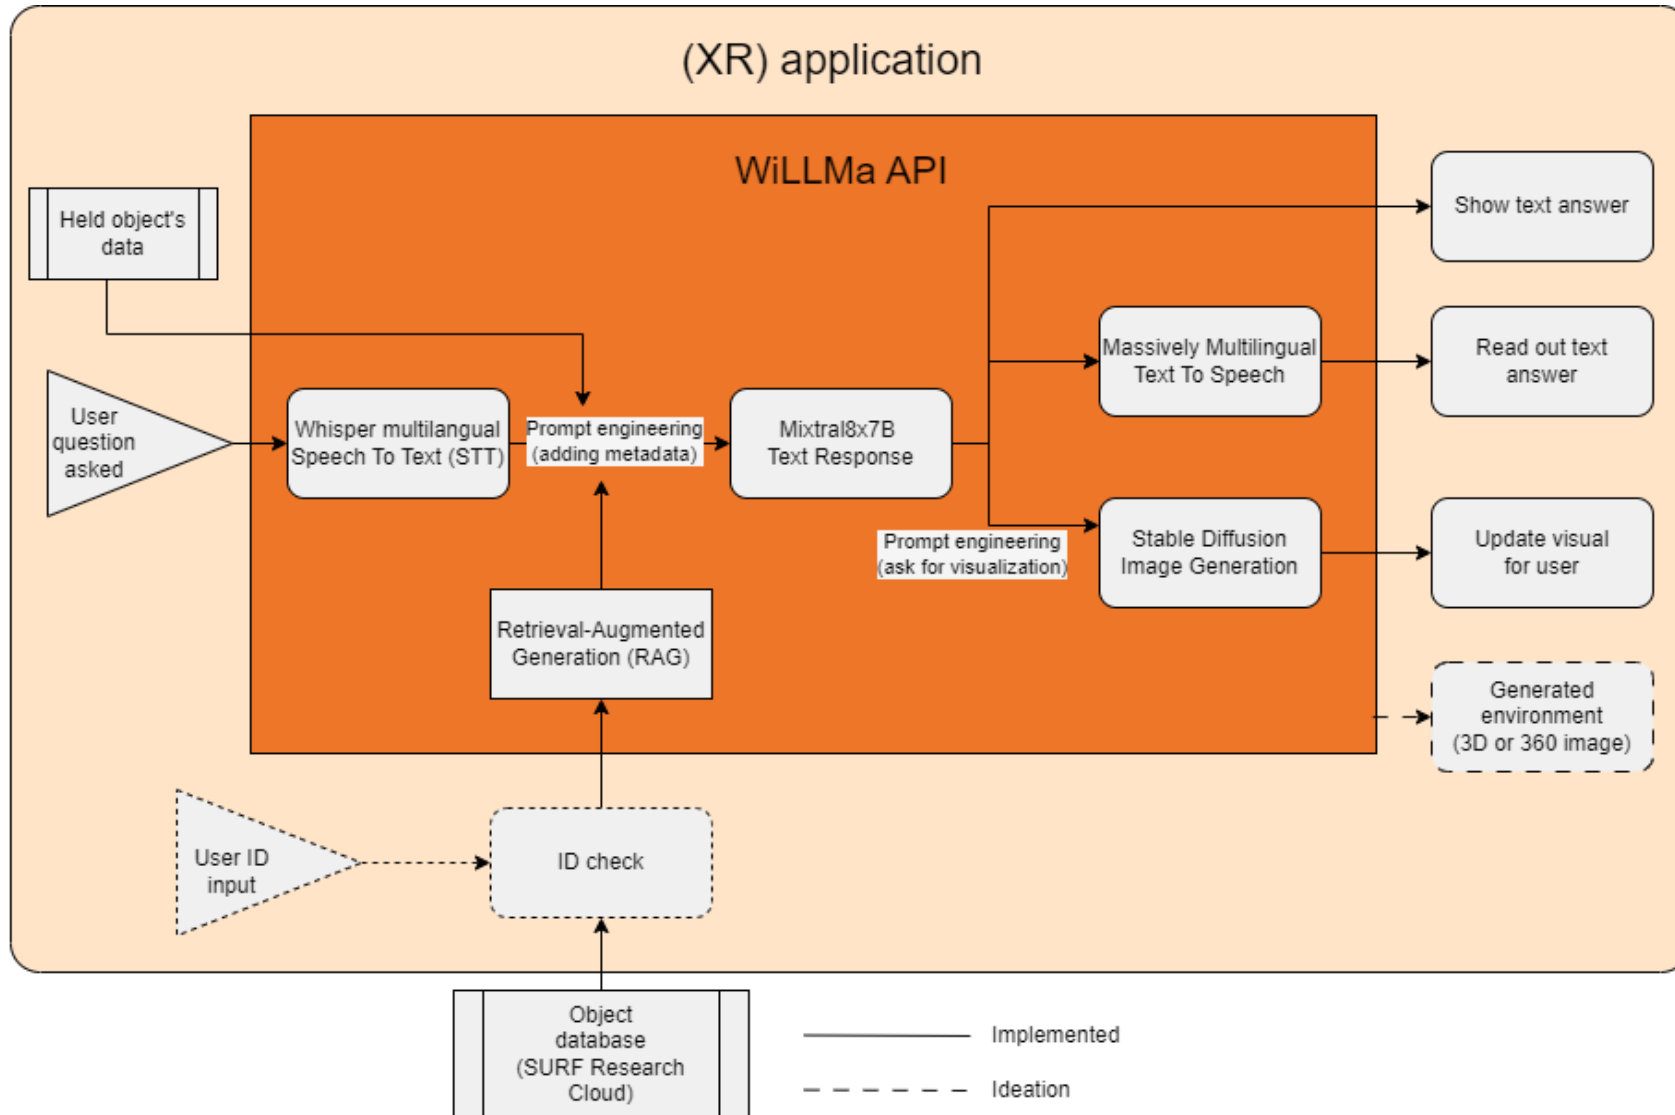 (XR) application
WiLLMa API
Held object's
data
Show text answer
Massively Multilingual
Text To Speech
Read out text
answer
User
question
asked
Whisper multilangual
Speech To Text (STT)
Prompt engineering
(adding metadata)
Mixtral8x7B
Text Response
Prompt engineering
(ask for visualization)
Stable Diffusion
Image Generation
Update visual
for user
Retrieval-Augmented
Generation (RAG)
Generated
environment
(3D or 360 image)
User ID
input
ID check
Object
database
(SURF Research
Cloud)
Implemented
Ideation